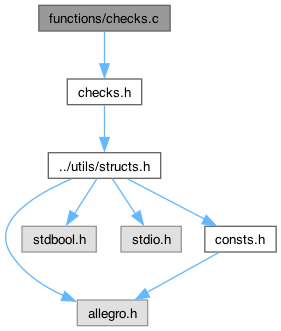 functions/checks.c
checks.h
../utils/structs.h
stdbool.h
stdio.h
consts.h
allegro.h